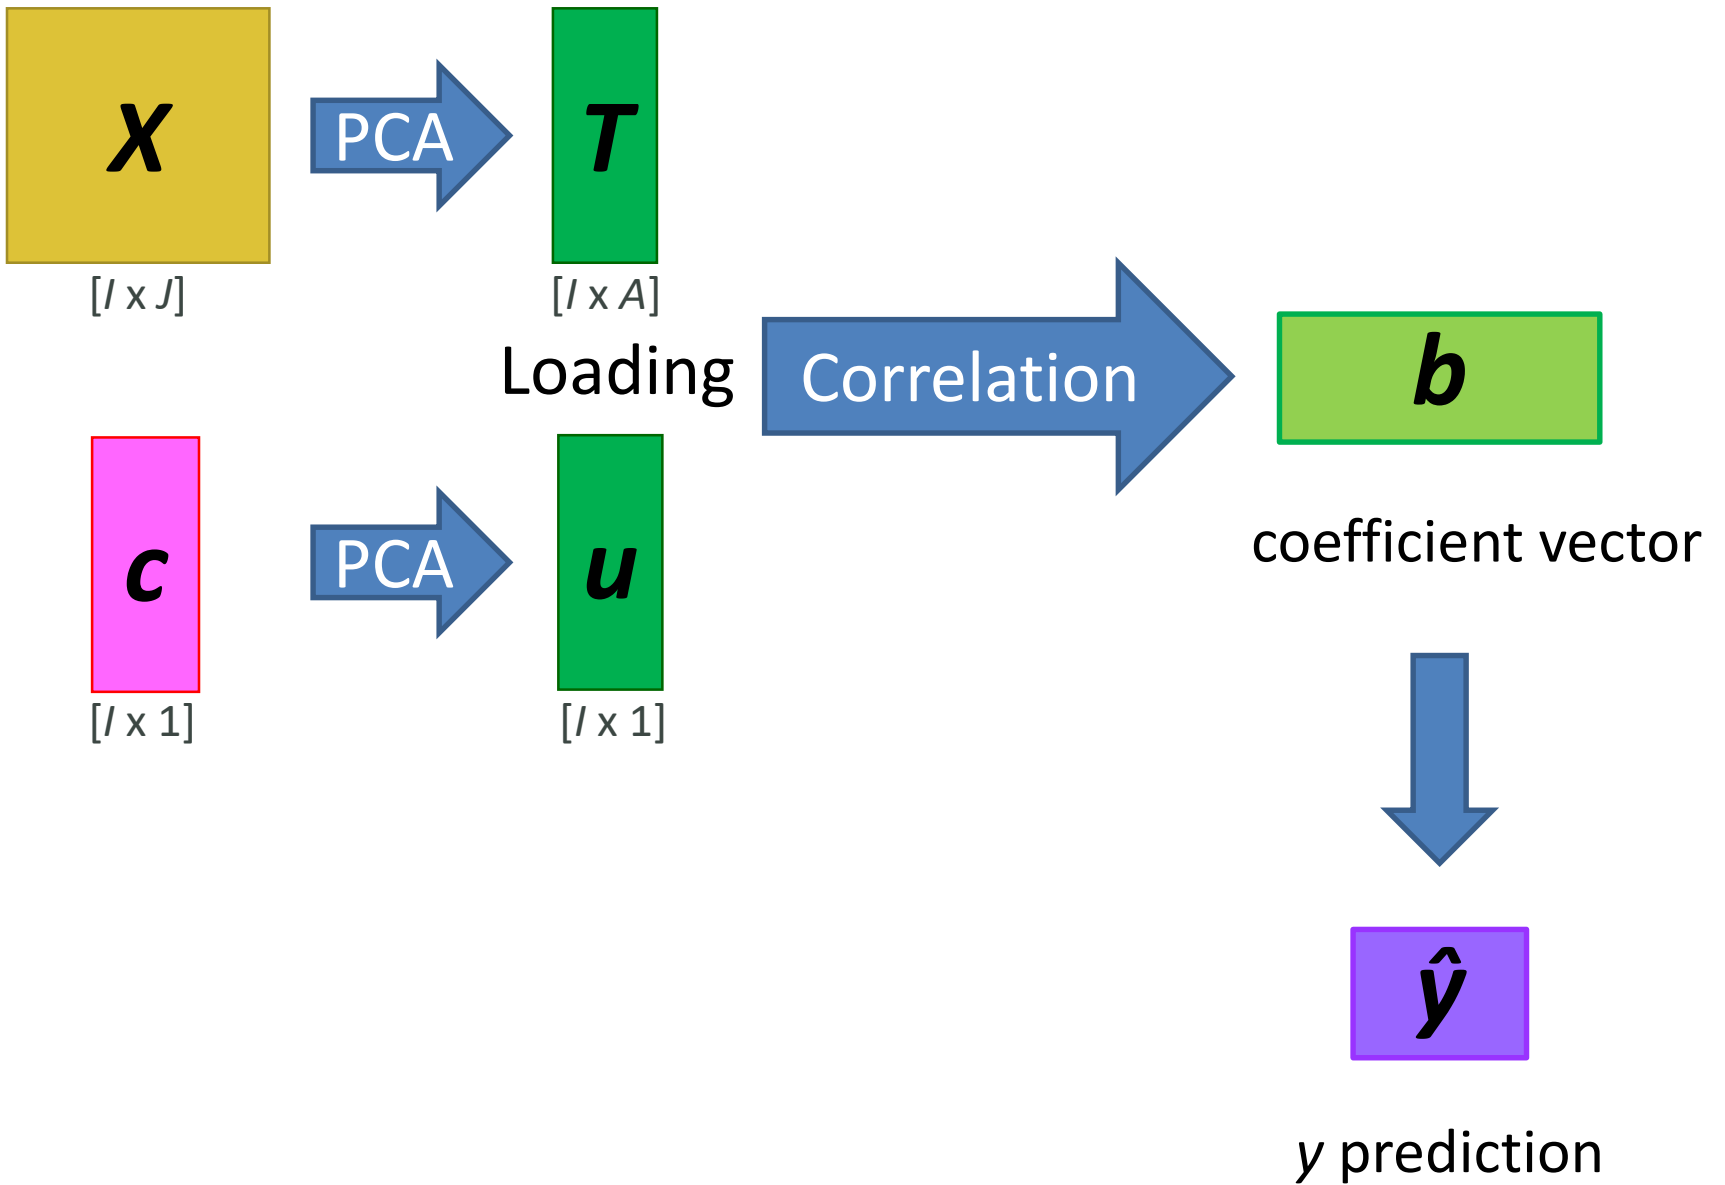 X
PCA
T
[I x J]
[I x A]
Loading
Correlation
b
c
PCA
u
coefficient vector
[I x 1]
[I x 1]
ŷ
y prediction